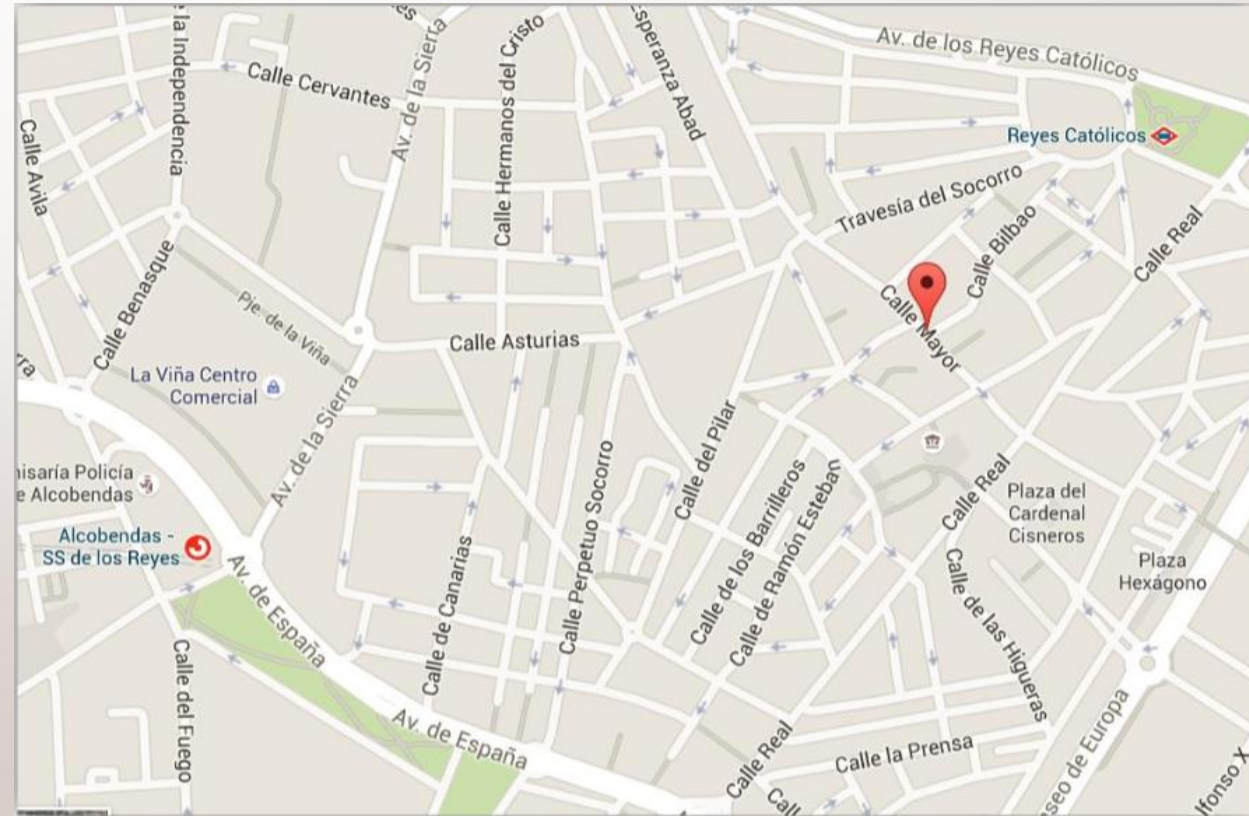 Av. de los Reyes Católicos
Esperanza Abad
Calle Hermanos del Cristo
Av. de la Sierra
Calle Cervantes
la Independencia
Calle Avila
Reyes Católicos
Travesía del Socorro
Calle Bilbao
Calle Real
Calle Benasque
Calle Mayor
Pje. de la Viña
Calle Asturias
La Viña Centro
Comercial
Av. de la Sierra
Calle del Pilar
Calle Perpetuo Socorro
Calle de los Barrilleros
Calle de Ramón Esteban
Calle Real
Plaza del
Cardenal
Cisneros
Plaza
Hexágono
isaría Policía
e Alcobendas
Alcobendas -
SS de los Reyes
Av. de España
Calle de Canarias
Calle de las Higueras
Calle del Fuego
Av. de España
Calle Real
Calle la Prensa
seo de Europa
lfonso X
Call